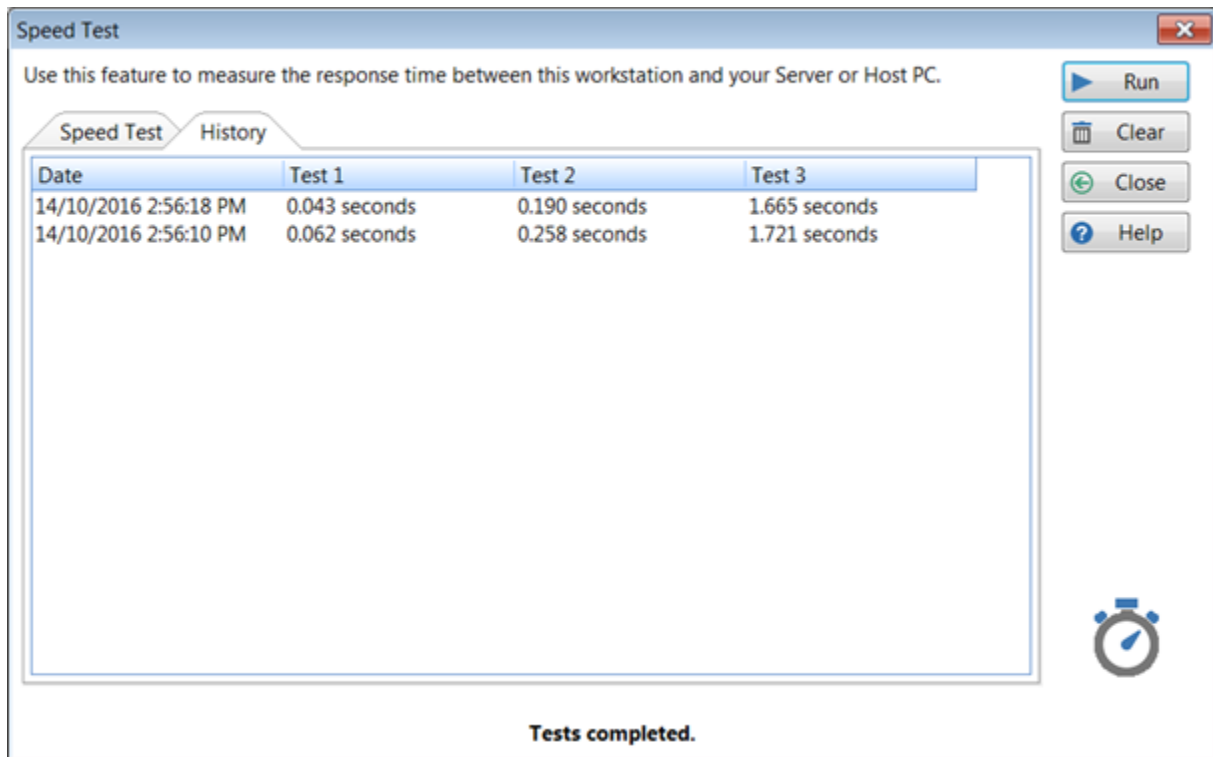 Speed Test
Use this feature to measure the response time between this workstation and your Server or Host PC.
Run
Speed Test History
Clear
Date Test 1 Test 2 Test 3
Close
14/10/2016 2:56:18 PM 0.043 seconds 0.190 seconds 1.665 seconds
14/10/2016 2:56:10 PM 0.062 seconds 0.258 seconds 1.721 seconds
Help
Tests completed.